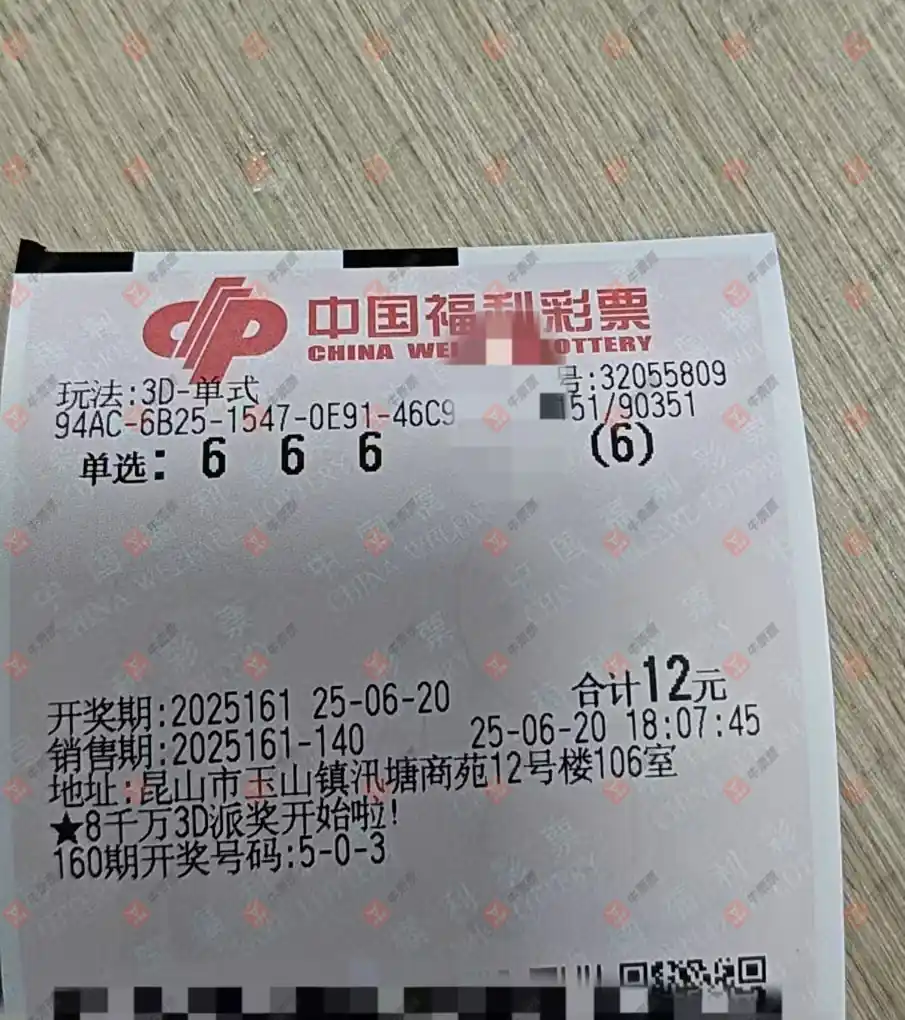 中国福利彩票
CHINA WE OTTERY
玩法:3D-单式
号:32055809
94AC-6B25-1547-0E91-46C9
51/90351
单选: 6 6 6 (6)
合计12元
开奖期:2025161 25-06-20
销售期:2025161-140 25-06-20 18:07:45
地址:昆山市玉山镇汛塘商苑12号楼106室
★8千万3D派奖开始啦!
160期开奖号码:5-0-3